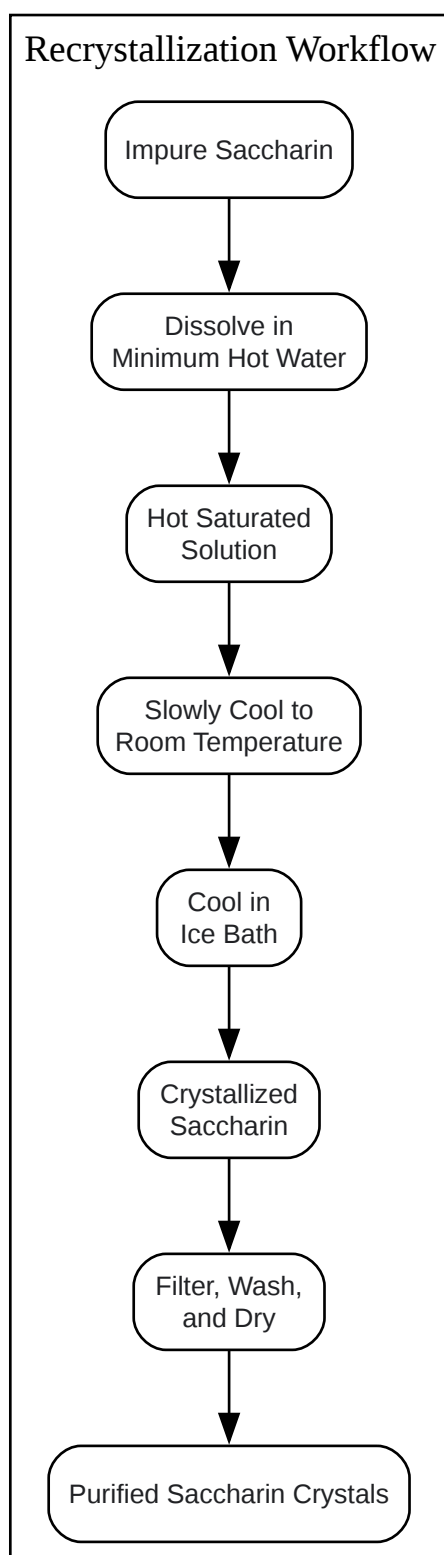 Recrystallization Workflow
Impure Saccharin
Dissolve in
Minimum Hot Water
Hot Saturated
Solution
Slowly Cool to
Room Temperature
Cool in
Ice Bath
Crystallized
Saccharin
Filter, Wash,
and Dry
Purified Saccharin Crystals